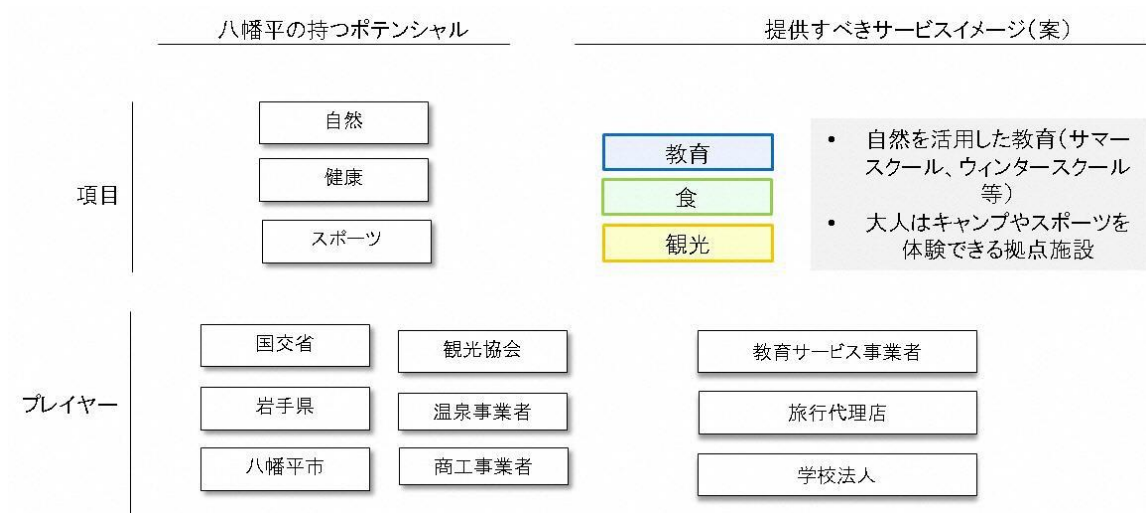 八幡平の持つポテンシャル
提供すべきサービスイメージ(案)
項目
自然
健康
スポーツ
教育
食
観光
• 自然を活用した教育(サマー
スクール、ウィンタースクール
等)
• 大人はキャンプやスポーツを
体験できる拠点施設
プレイヤー
国交省
岩手県
八幡平市
観光協会
温泉事業者
商工事業者
教育サービス事業者
旅行代理店
学校法人